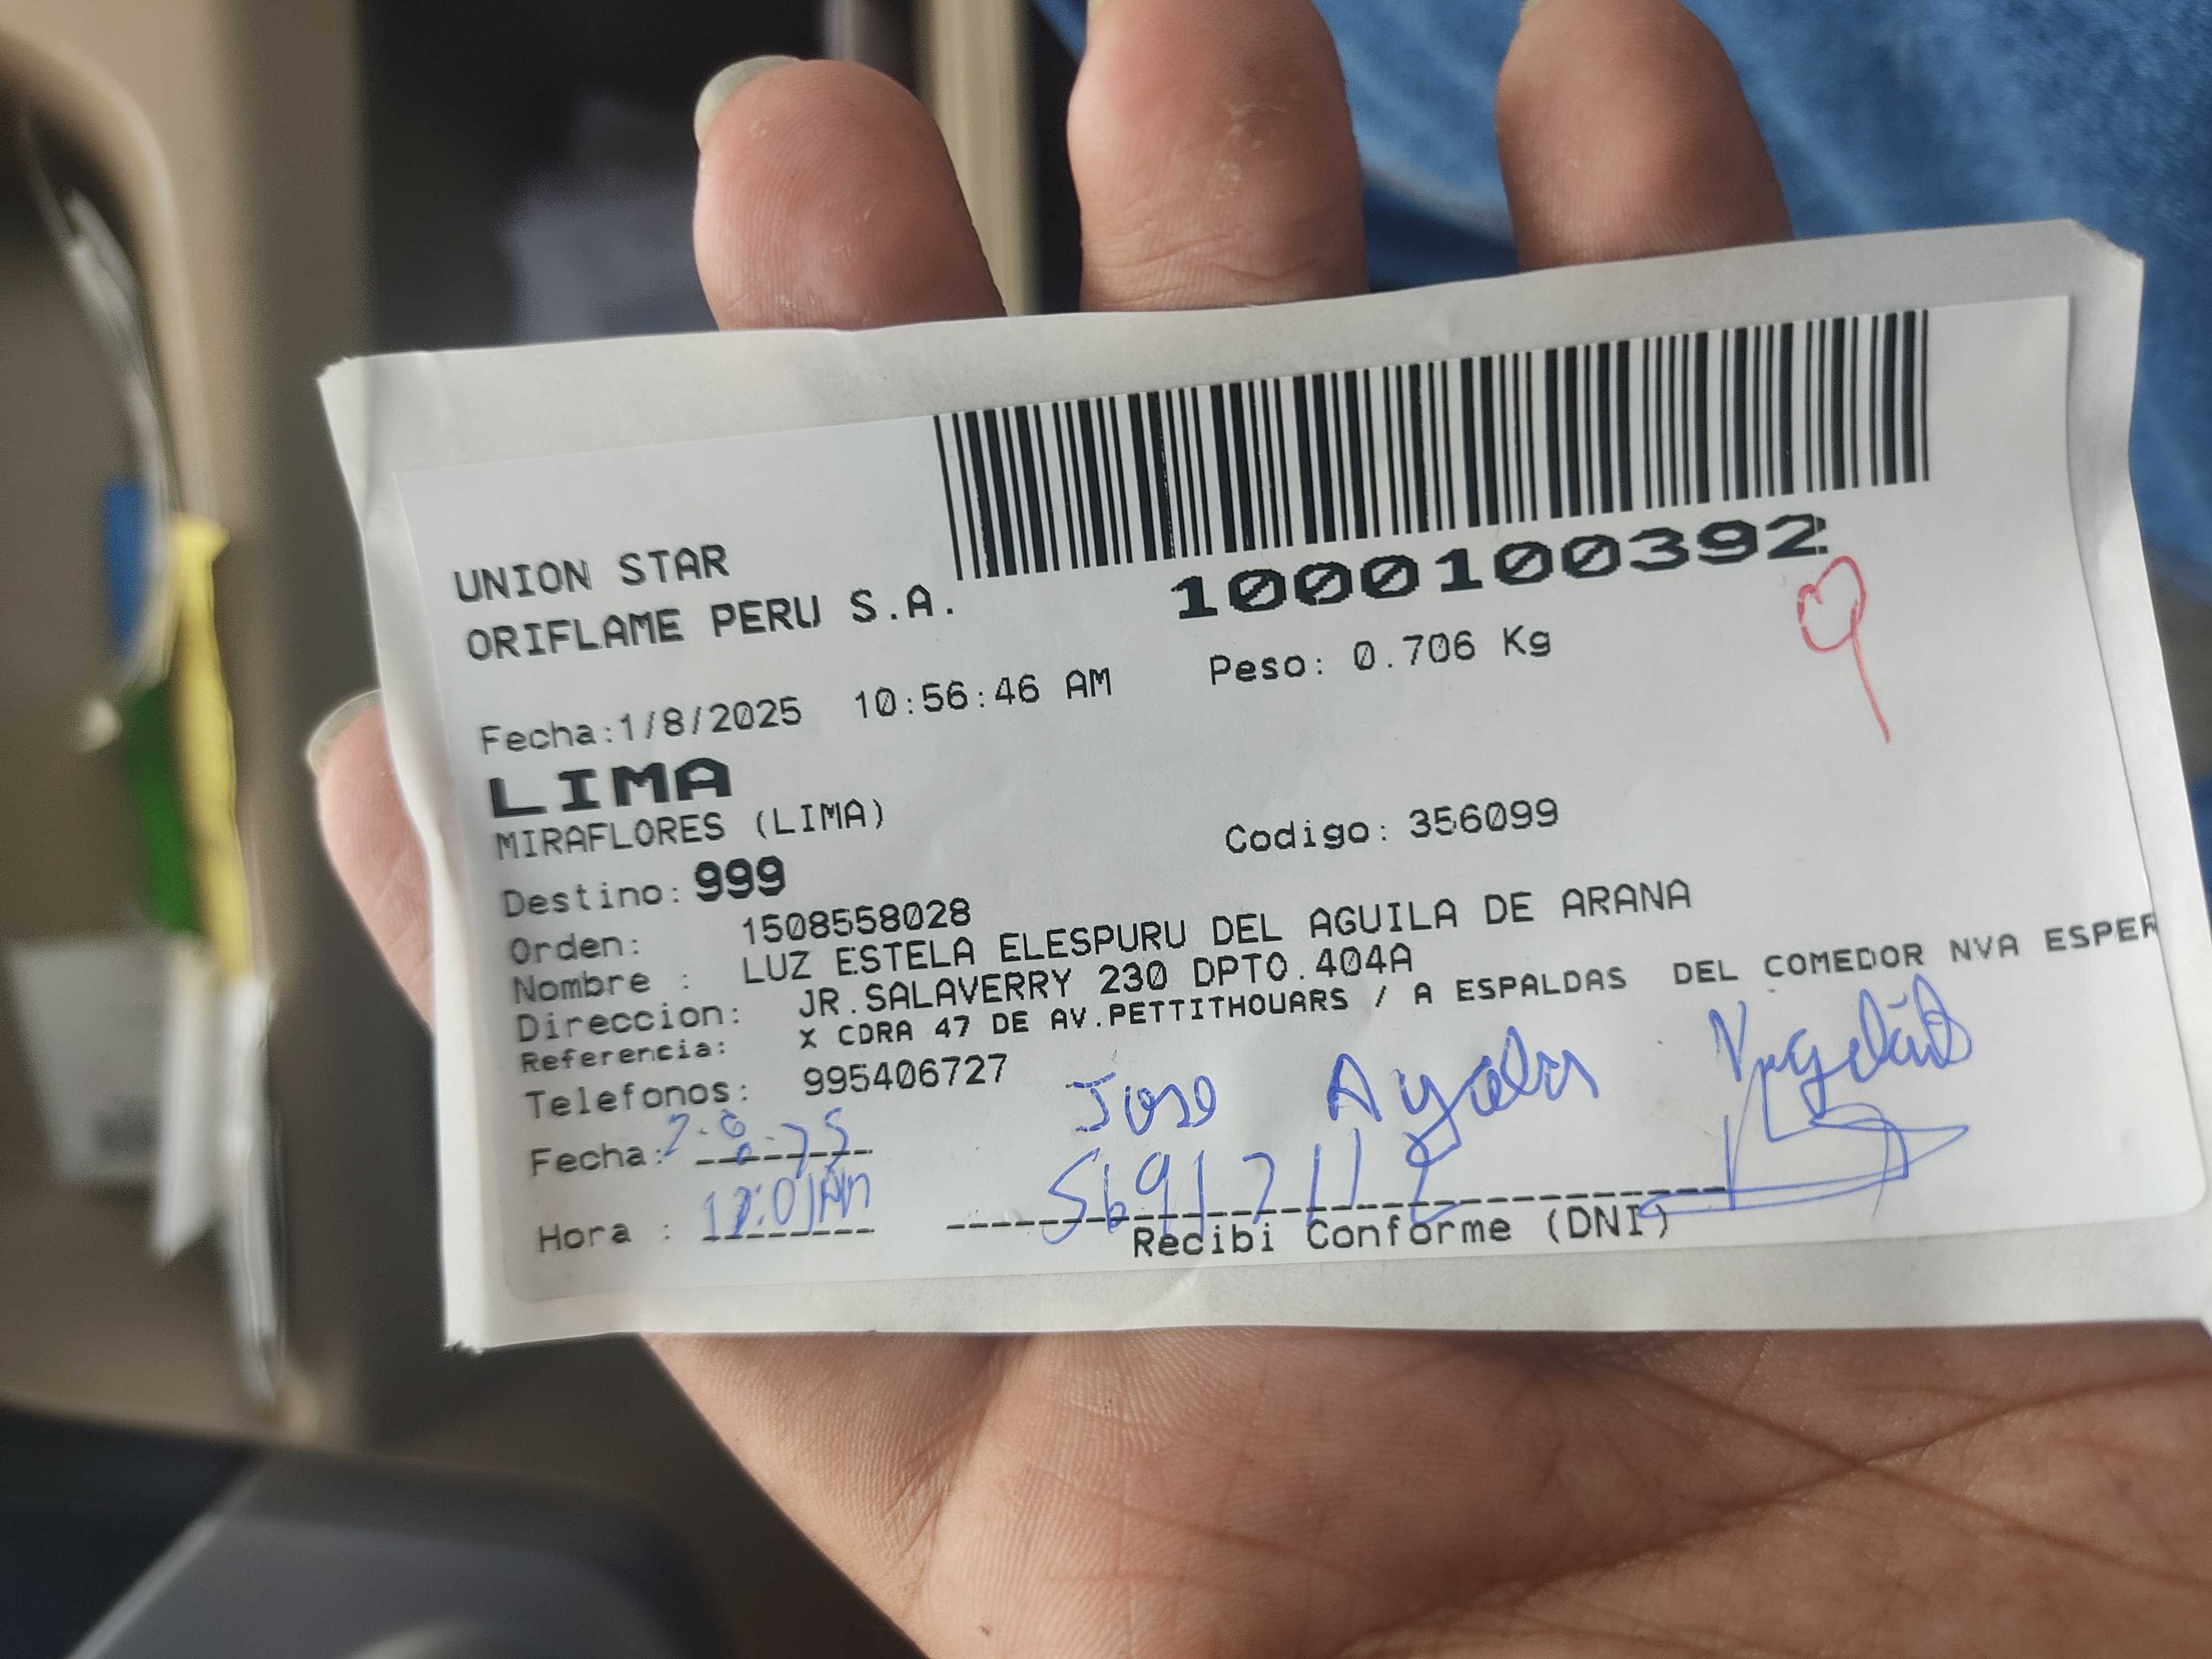 UNION STAR
ORIFLAME PERU S.A.
1000100392
9
Fecha:1/8/2025 10:56:46 AM Peso: 0.706 Kg
LIMA
MIRAFLORES (LIMA)
Codigo: 356099
Destino: 999
Orden: 1508558028
Nombre : LUZ ESTELA ELESPURU DEL AGUILA DE ARANA
Direccion: JR.SALAVERRY 230 DPTO.404A
Referencia: X CDRA 47 DE AV.PETTITHOUARS / A ESPALDAS DEL COMEDOR NVA ESPER
Telefonos: 995406727
Jose Ayala
Fecha:
Hora :
Recibi Conforme (DNI)